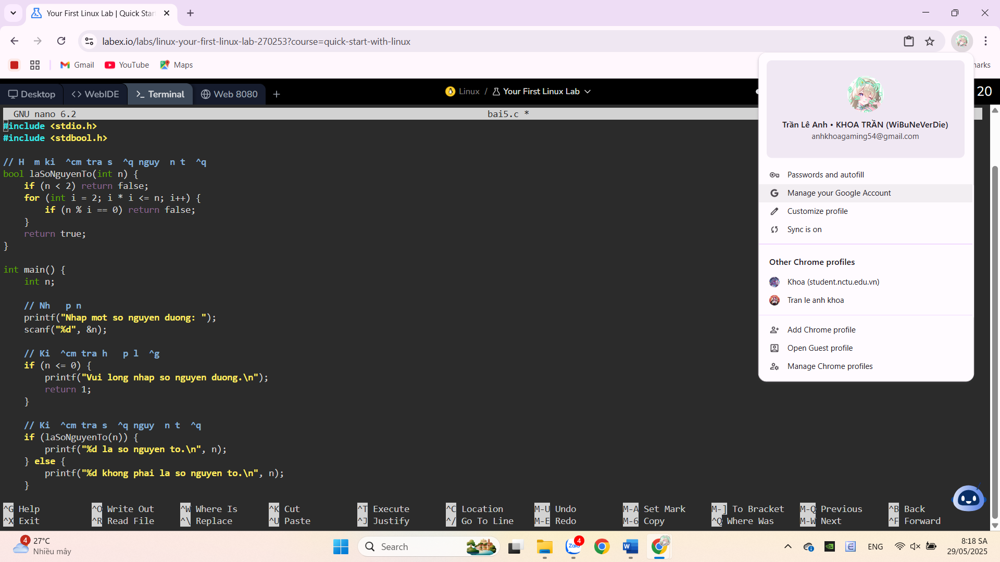 Your First Linux Lab | Quick Star
labex.io/labs/linux-your-first-linux-lab-270253?course=quick-start-with-linux
Gmail YouTube Maps
arks
Desktop WebIDE Terminal Web 8080 Linux / Your First Linux Lab 20
GNU nano 6.2 bai5.c *
#include <stdio.h>
#include <stdbool.h>
// H  m ki  ^cm tra s  ^q nguy  n t  ^q
bool laSoNguyenTo(int n) {
    if (n < 2) return false;
    for (int i = 2; i * i <= n; i++) {
        if (n % i == 0) return false;
    }
    return true;
}
int main() {
    int n;
    // Nh   p n
    printf("Nhap mot so nguyen duong: ");
    scanf("%d", &n);
    // Ki  ^cm tra h   p l  ^g
    if (n <= 0) {
        printf("Vui long nhap so nguyen duong.\n");
        return 1;
    }
    // Ki  ^cm tra s  ^q nguy  n t  ^q
    if (laSoNguyenTo(n)) {
        printf("%d la so nguyen to.\n", n);
    } else {
        printf("%d khong phai la so nguyen to.\n", n);
    }
^G Help ^O Write Out ^W Where Is ^K Cut ^T Execute ^C Location M-U Undo M-A Set Mark M-] To Bracket M-Q Previous ^B Back
^X Exit ^R Read File ^\ Replace ^U Paste ^J Justify ^/ Go To Line M-E Redo M-6 Copy ^Q Where Was M-W Next ^F Forward
Trần Lê Anh • KHOA TRẦN (WiBuNeVerDie)
anhkhoagaming54@gmail.com
Passwords and autofill
Manage your Google Account
Customize profile
Sync is on
Other Chrome profiles
Khoa (student.nctu.edu.vn)
Tran le anh khoa
Add Chrome profile
Open Guest profile
Manage Chrome profiles
4
27°C
Nhiều mây
Search
Zalo
4
W
ENG
8:18 SA
29/05/2025